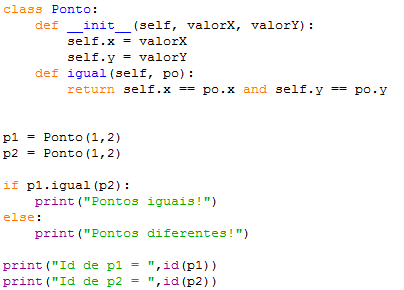 class Ponto:
    def __init__(self, valorX, valorY):
        self.x = valorX
        self.y = valorY
    def igual(self, po):
        return self.x == po.x and self.y == po.y

p1 = Ponto(1,2)
p2 = Ponto(1,2)

if p1.igual(p2):
    print("Pontos iguais!")
else:
    print("Pontos diferentes!")

print("Id de p1 = ",id(p1))
print("Id de p2 = ",id(p2))